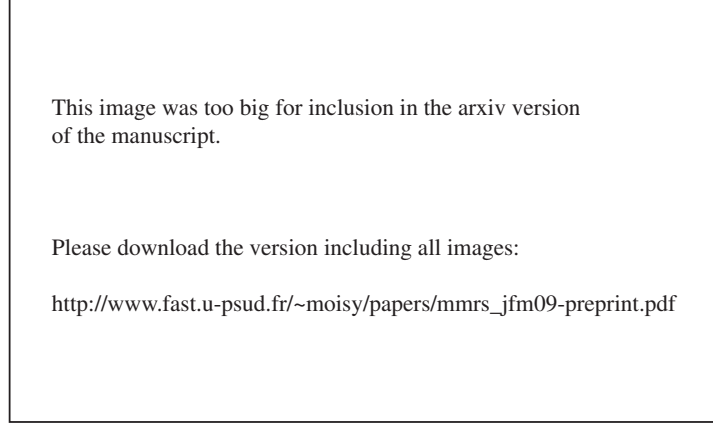 This image was too big for inclusion in the arxiv version
of the manuscript.
Please download the version including all images:
http://www.fast.u-psud.fr/~moisy/papers/mmrs_jfm09-preprint.pdf